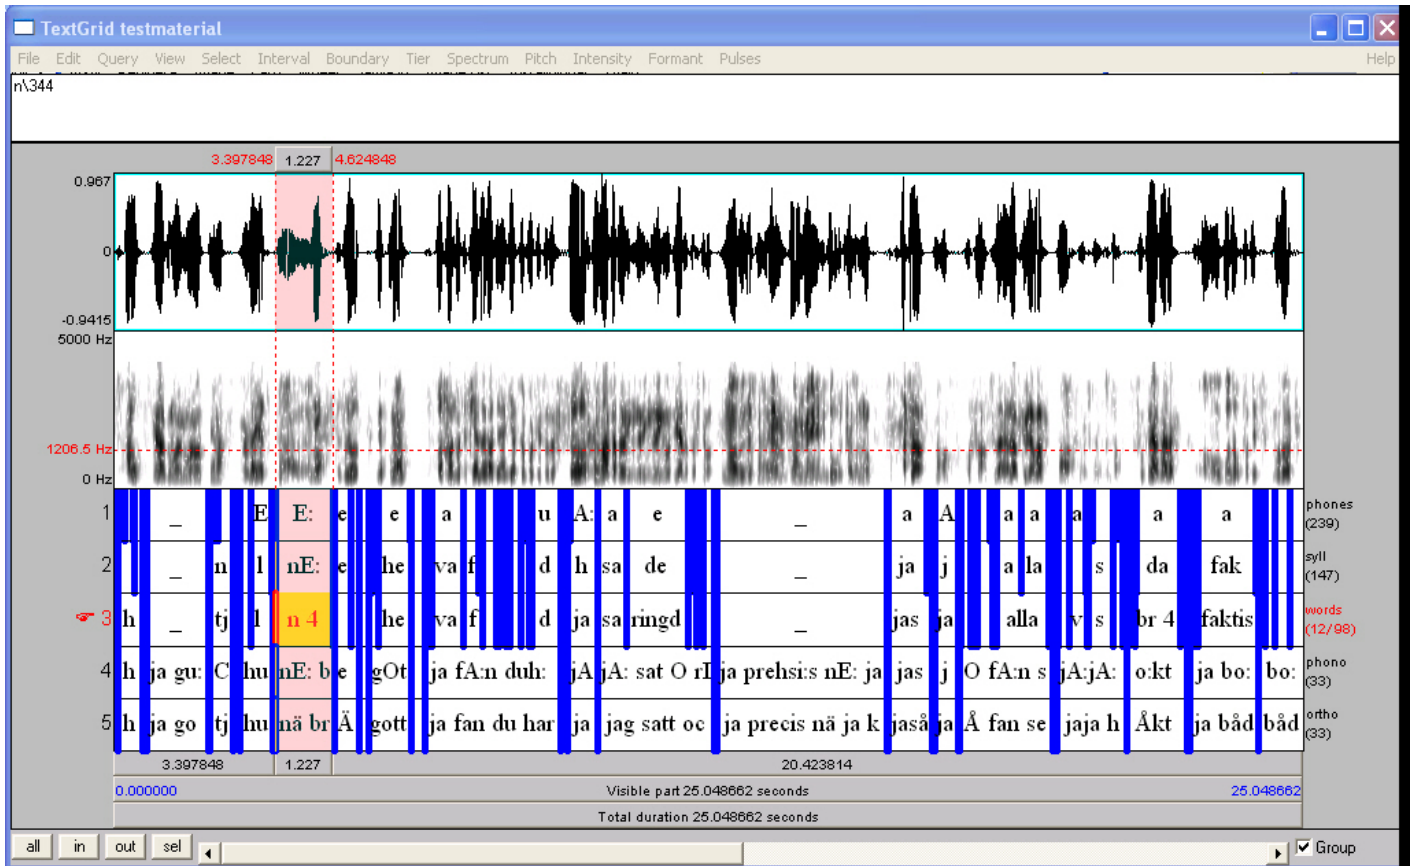 TextGrid testmaterial
File Edit Query View Select Interval Boundary Tier Spectrum Pitch Intensity Formant Pulses Help
n\344
3.397848 1.227 4.624848
0.967
0
-0.9415
5000 Hz
1206.5 Hz
0 Hz
1 _ E E: e e a u A: a e _ a A a a a a a phones
(239)
2 _ n l nE: e he va f d h sa de _ ja j a la s da fak syll
(147)
3 h _ tj l n 4 he va f d ja sa ringd _ jas ja alla v s br 4 faktis words
(12/98)
4 h ja gu: C hu nE: b e gOt ja fA:n duh: jA jA: sat O rI ja prehsi:s nE: ja jas j O fA:n s jA:jA: o:kt ja bo: bo: phono
(33)
5 h ja go tj hu nä br Ä gott ja fan du har ja jag satt oc ja precis nä ja k jaså ja Å fan se jaja h Åkt ja båd båd ortho
(33)
3.397848 1.227 20.423814
0.000000 Visible part 25.048662 seconds 25.048662
Total duration 25.048662 seconds
all in out sel Group